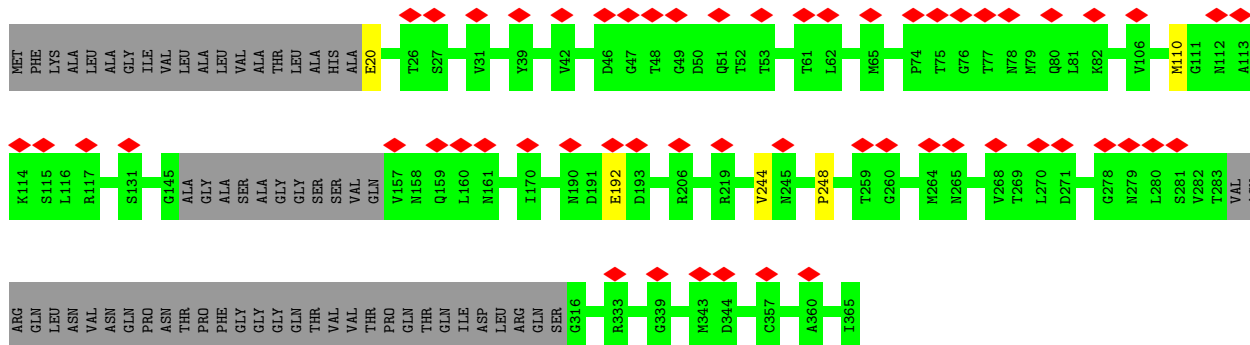 MET PHE LYS ALA LEU ALA ALA GLY ILE VAL LEU ALA LEU VAL ALA THR LEU ALA HIS ALA E20 T26 S27 V31 Y39 V42 D46 G47 T48 G49 D50 Q51 T52 T53 T61 L62 M65 P74 T75 G76 T77 N78 M79 Q80 L81 K82 V106 M110 G111 N112 A113
K114 S115 L116 R117 S131 G145 ALA GLY ALA SER ALA GLY GLY SER SER VAL GLN V157 N158 Q159 L160 N161 I170 N190 D191 E192 D193 R206 R219 V244 N245 P248 T259 G260 M264 N265 V268 T269 L270 D271 G278 N279 L280 S281 V282 T283 VAL
ARG GLN LEU ASN VAL ASN GLN PRO ASN THR PRO PHE GLY GLY GLY GLN THR VAL VAL THR PRO GLN THR GLN ILE ASP LEU ARG GLN SER G316 R333 G339 M343 D344 C357 A360 I365